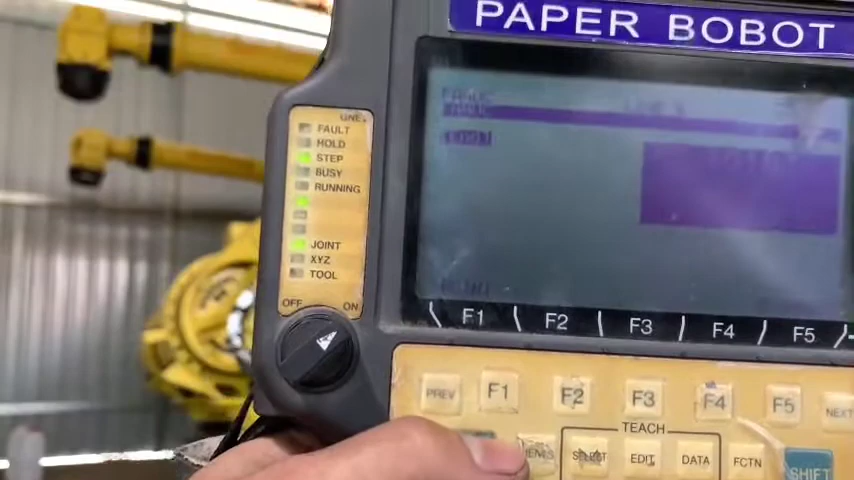 PAPER BOBOT,
FAULT
HOLD
STEP
BUSY
RUNNING
JOINT
XYZ
TOOL
OFF ON
F1 F2 F3 F4 F5
PREV F1 F2 F3 F4 F5 NEXT
TEACH
SELECT EDIT DATA FCTN SHIFT